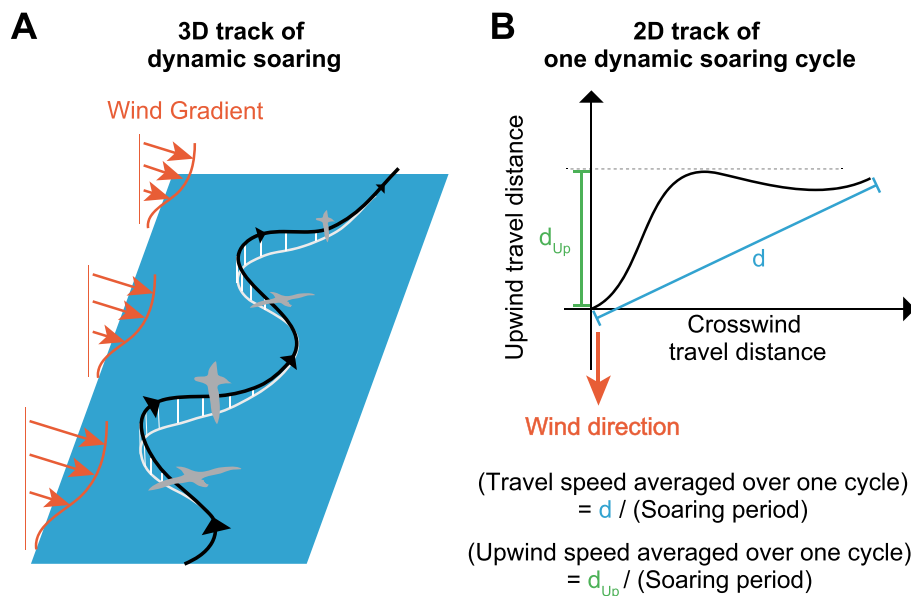 A
3D track of
dynamic soaring
Wind Gradient
B
2D track of
one dynamic soaring cycle
Upwind travel distance
dUp
d
Crosswind
travel distance
Wind direction
(Travel speed averaged over one cycle)
= d / (Soaring period)
(Upwind speed averaged over one cycle)
= dUp / (Soaring period)